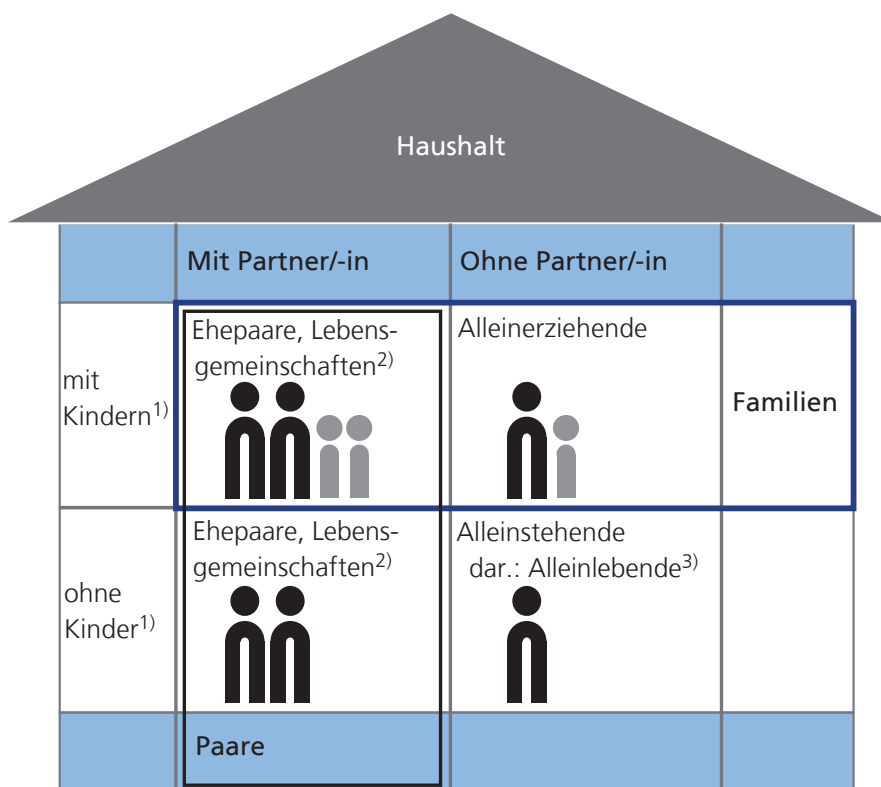 Haushalt
Mit Partner/-in
Ohne Partner/-in
mit
Kindern1)
Ehepaare, Lebens-
gemeinschaften2)
Alleinerziehende
Familien
ohne
Kinder1)
Ehepaare, Lebens-
gemeinschaften2)
Alleinstehende
dar.: Alleinlebende3)
Paare